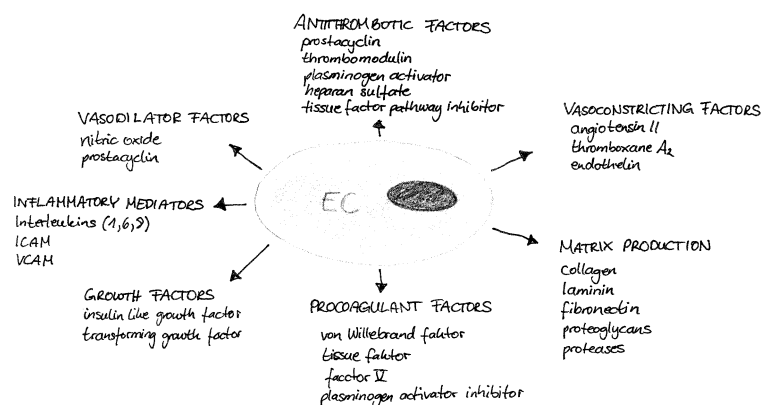 ANTITHROMBOTIC FACTORS
prostacyclin
thrombomodulin
plasminogen activator
heparan sulfate
tissue factor pathway inhibitor
VASODILATOR FACTORS
nitric oxide
prostacyclin
VASOCONSTRICTING FACTORS
angiotensin II
thromboxane A₂
endothelin
EC
INFLAMMATORY MEDIATORS
Interleukins (1,6,8)
ICAM
VCAM
MATRIX PRODUCTION
collagen
laminin
fibronectin
proteoglycans
proteases
GROWTH FACTORS
insulin like growth factor
transforming growth factor
PROCOAGULANT FACTORS
von Willebrand faktor
tissue faktor
facctor V
plasminogen activator inhibitor